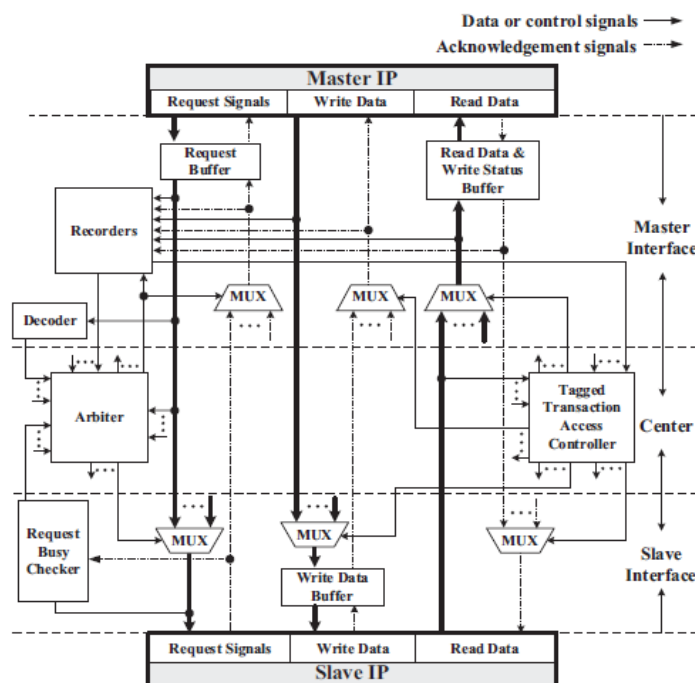 Data or control signals
Acknowledgement signals
Master IP
Request Signals
Write Data
Read Data
Request
Buffer
Read Data &
Write Status
Buffer
Recorders
Master
Interface
MUX
MUX
MUX
Decoder
Arbiter
Tagged
Transaction
Access
Controller
Center
Request
Busy
Checker
MUX
MUX
MUX
Write Data
Buffer
Slave
Interface
Request Signals
Write Data
Read Data
Slave IP